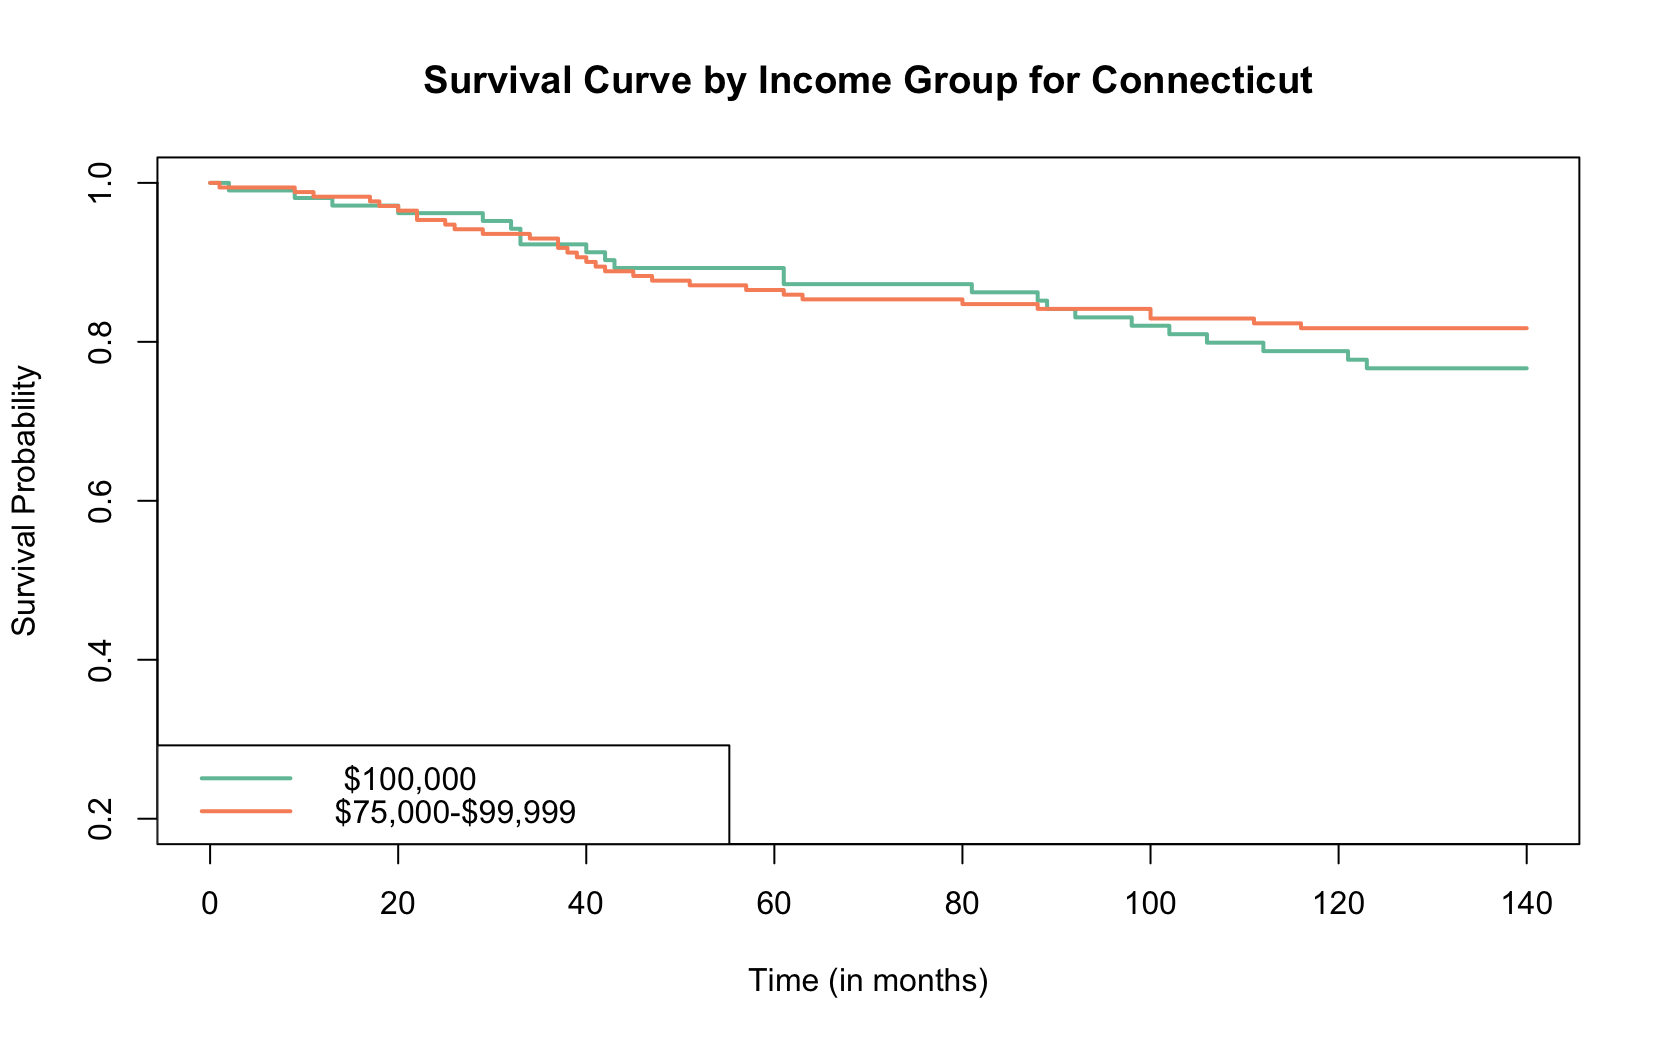 Survival Curve by Income Group for Connecticut
Survival Probability
1.0
0.8
0.6
0.4
0.2
$100,000
$75,000-$99,999
0 20 40 60 80 100 120 140
Time (in months)